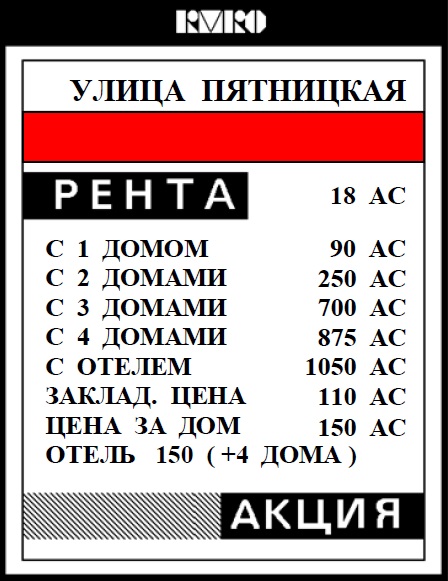 RMKO
УЛИЦА ПЯТНИЦКАЯ
РЕНТА 18 АС
С 1 ДОМОМ 90 АС
С 2 ДОМАМИ 250 АС
С 3 ДОМАМИ 700 АС
С 4 ДОМАМИ 875 АС
С ОТЕЛЕМ 1050 АС
ЗАКЛАД. ЦЕНА 110 АС
ЦЕНА ЗА ДОМ 150 АС
ОТЕЛЬ 150 ( +4 ДОМА )
АКЦИЯ